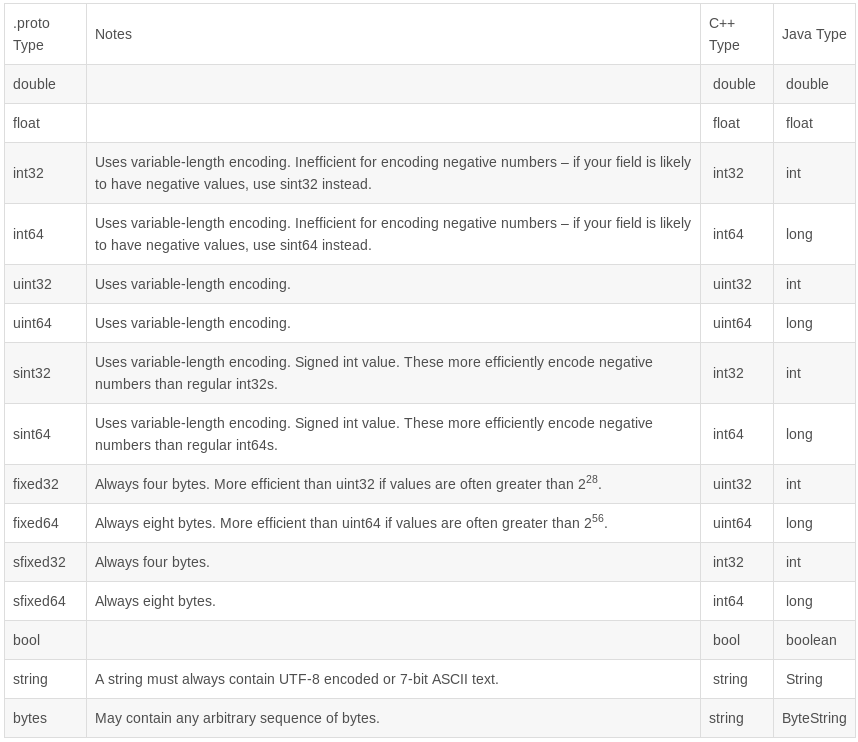 .proto Type Notes C++ Type Java Type
double double double
float float float
int32 Uses variable-length encoding. Inefficient for encoding negative numbers – if your field is likely to have negative values, use sint32 instead. int32 int
int64 Uses variable-length encoding. Inefficient for encoding negative numbers – if your field is likely to have negative values, use sint64 instead. int64 long
uint32 Uses variable-length encoding. uint32 int
uint64 Uses variable-length encoding. uint64 long
sint32 Uses variable-length encoding. Signed int value. These more efficiently encode negative numbers than regular int32s. int32 int
sint64 Uses variable-length encoding. Signed int value. These more efficiently encode negative numbers than regular int64s. int64 long
fixed32 Always four bytes. More efficient than uint32 if values are often greater than 2²⁸. uint32 int
fixed64 Always eight bytes. More efficient than uint64 if values are often greater than 2⁵⁶. uint64 long
sfixed32 Always four bytes. int32 int
sfixed64 Always eight bytes. int64 long
bool bool boolean
string A string must always contain UTF-8 encoded or 7-bit ASCII text. string String
bytes May contain any arbitrary sequence of bytes. string ByteString